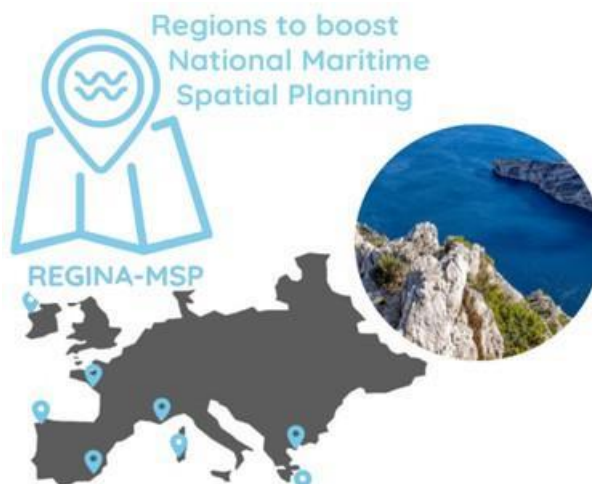 Regions to boost
National Maritime
Spatial Planning
REGINA-MSP